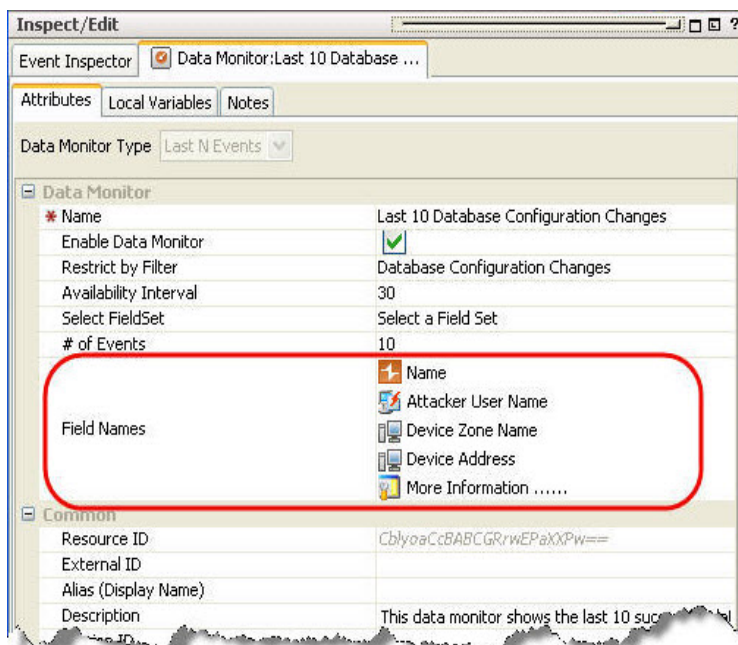 Inspect/Edit ?
Event Inspector Data Monitor:Last 10 Database ...
Attributes Local Variables Notes
Data Monitor Type Last N Events
Data Monitor
* Name Last 10 Database Configuration Changes
Enable Data Monitor
Restrict by Filter Database Configuration Changes
Availability Interval 30
Select FieldSet Select a Field Set
# of Events 10
Name
Attacker User Name
Field Names Device Zone Name
Device Address
More Information ......
Common
Resource ID
External ID
Alias (Display Name)
Description This data monitor shows the last 10